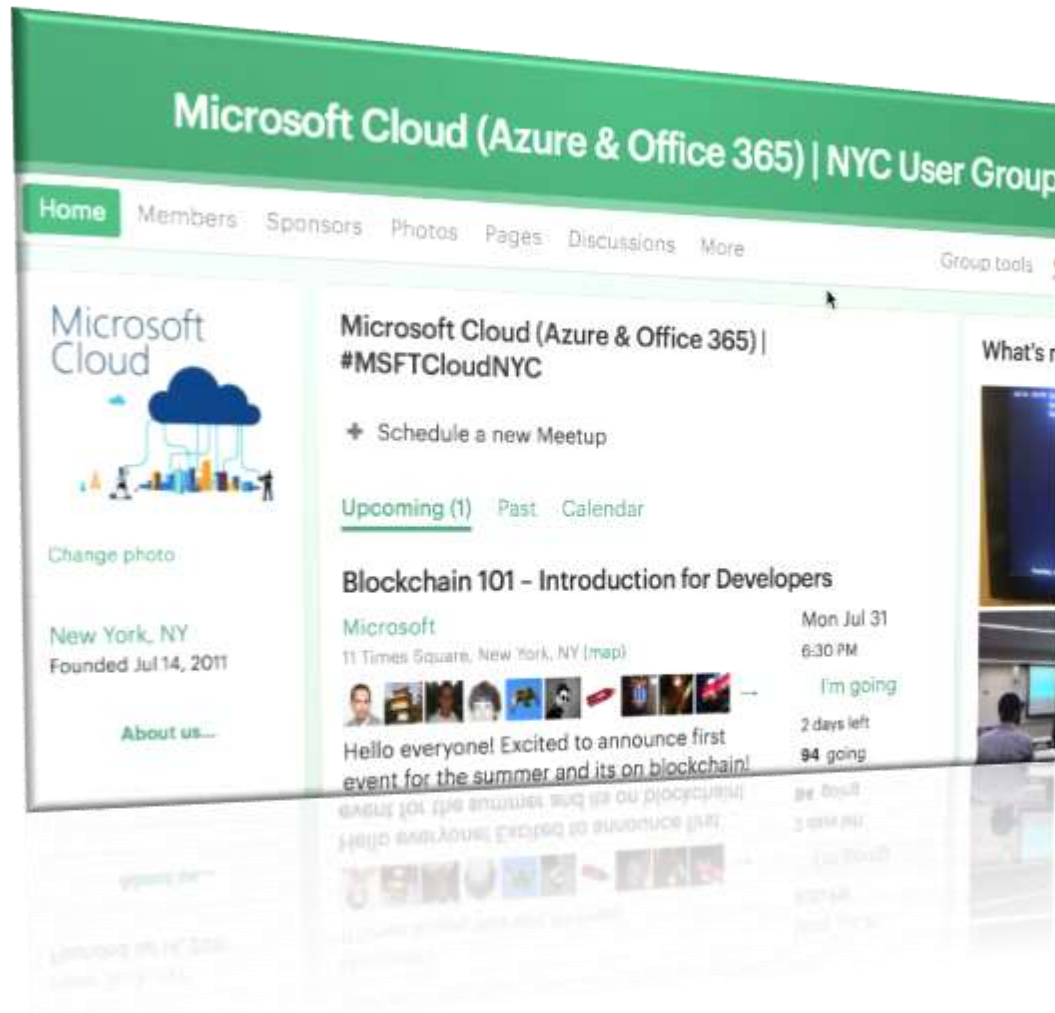 Microsoft Cloud (Azure & Office 365) | NYC User Group
Home Members Sponsors Photos Pages Discussions More
Group tools
Microsoft
Cloud
Change photo
New York, NY
Founded Jul 14, 2011
About us...
Microsoft Cloud (Azure & Office 365) |
#MSFTCloudNYC
+ Schedule a new Meetup
Upcoming (1) Past Calendar
Blockchain 101 – Introduction for Developers
Microsoft
11 Times Square, New York, NY (map)
Mon Jul 31
6:30 PM
I'm going
2 days left
94 going
→
Hello everyone! Excited to announce first
event for the summer and its on blockchain!
What's